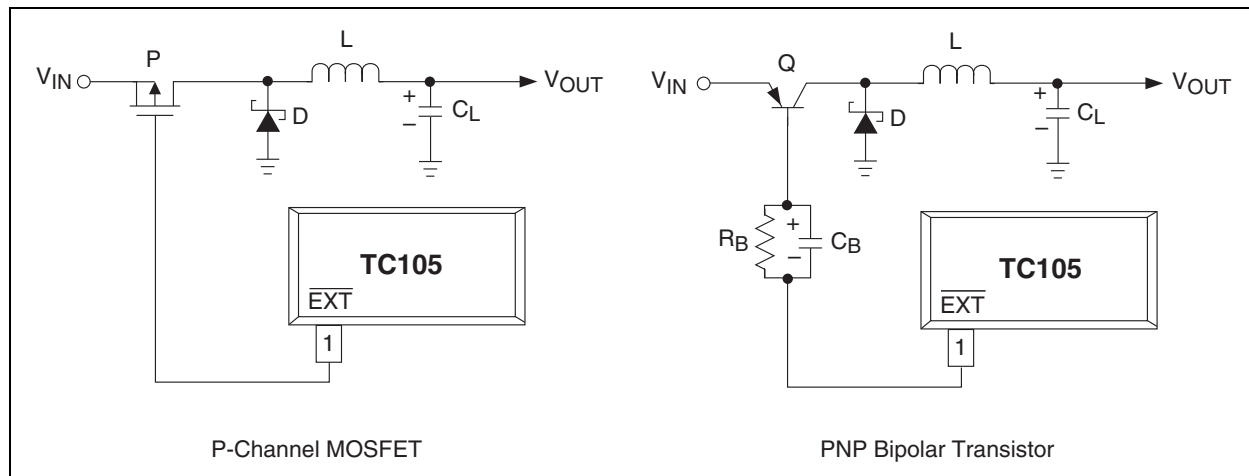 P
L
V_IN
V_OUT
+
−
C_L
D
TC105
EXT
1
P-Channel MOSFET
Q
L
V_IN
V_OUT
+
−
C_L
D
R_B
+
−
C_B
TC105
EXT
1
PNP Bipolar Transistor